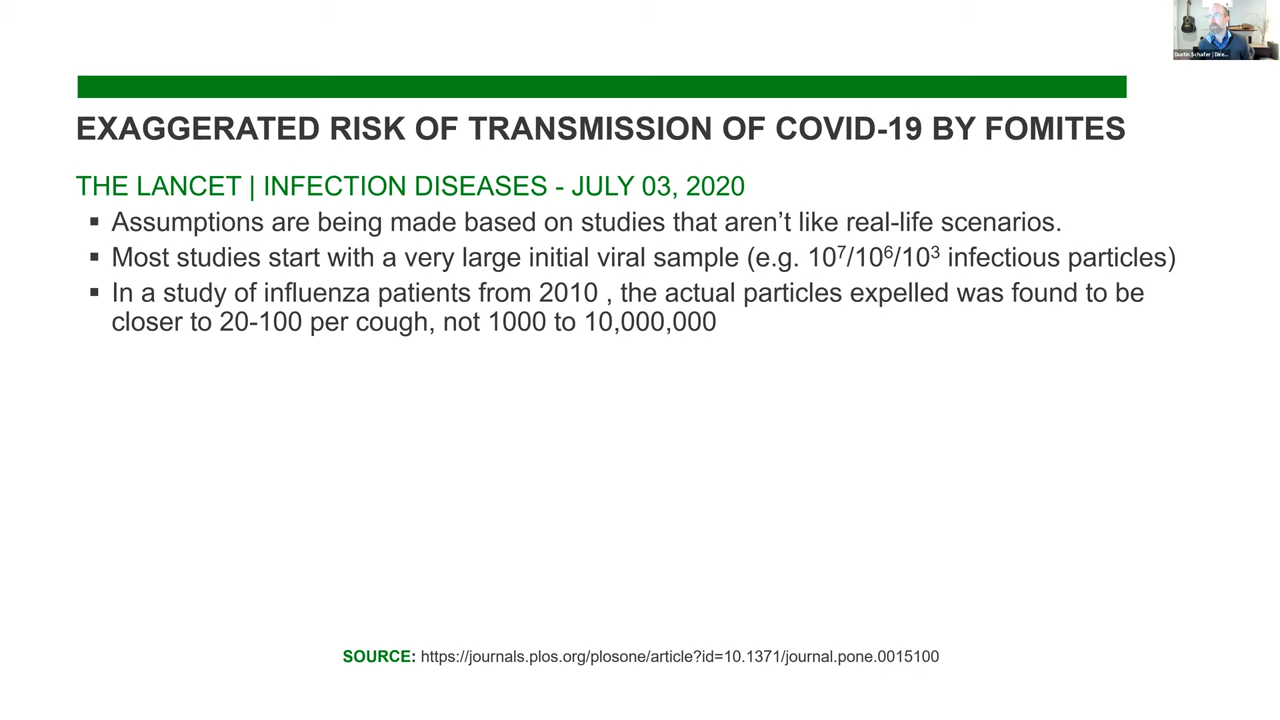 Dustin Schafer | Dire...
EXAGGERATED RISK OF TRANSMISSION OF COVID-19 BY FOMITES
THE LANCET | INFECTION DISEASES - JULY 03, 2020
▪ Assumptions are being made based on studies that aren’t like real-life scenarios.
▪ Most studies start with a very large initial viral sample (e.g. 10⁷/10⁶/10³ infectious particles)
▪ In a study of influenza patients from 2010 , the actual particles expelled was found to be
closer to 20-100 per cough, not 1000 to 10,000,000
SOURCE: https://journals.plos.org/plosone/article?id=10.1371/journal.pone.0015100